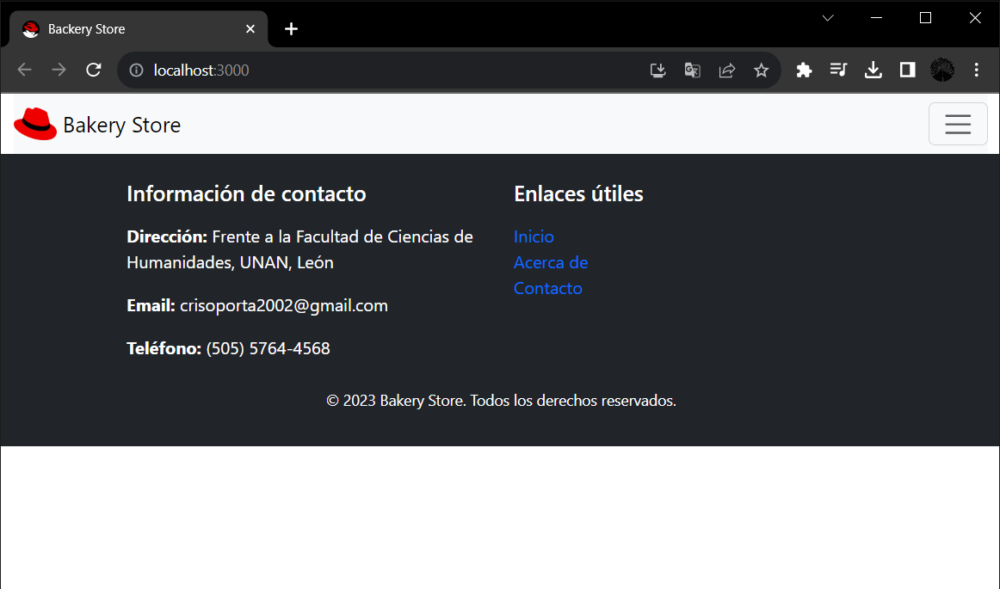 Backery Store
localhost:3000
Bakery Store
Información de contacto
Dirección: Frente a la Facultad de Ciencias de
Humanidades, UNAN, León
Email: crisoporta2002@gmail.com
Teléfono: (505) 5764-4568
Enlaces útiles
Inicio
Acerca de
Contacto
© 2023 Bakery Store. Todos los derechos reservados.